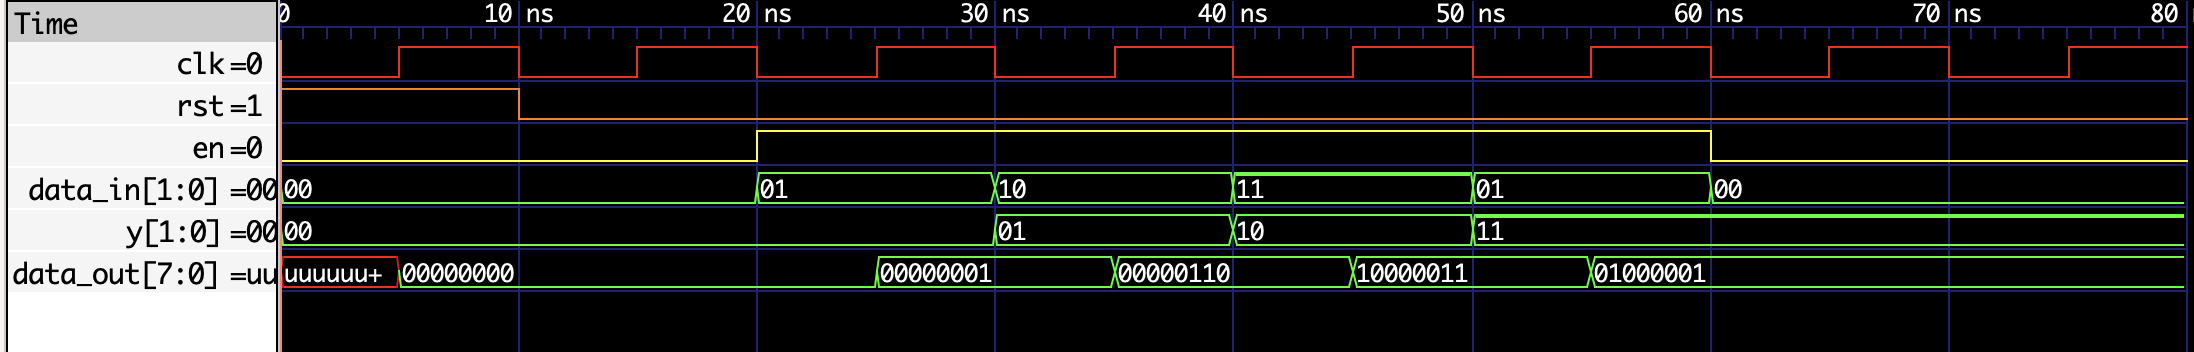 Time 0 10 ns 20 ns 30 ns 40 ns 50 ns 60 ns 70 ns 80
clk =0
rst =1
en =0
data_in[1:0] =00 00 01 10 11 01 00
y[1:0] =00 00 01 10 11
data_out[7:0] =uu uuuuuu+ 00000000 00000001 00000110 10000011 01000001